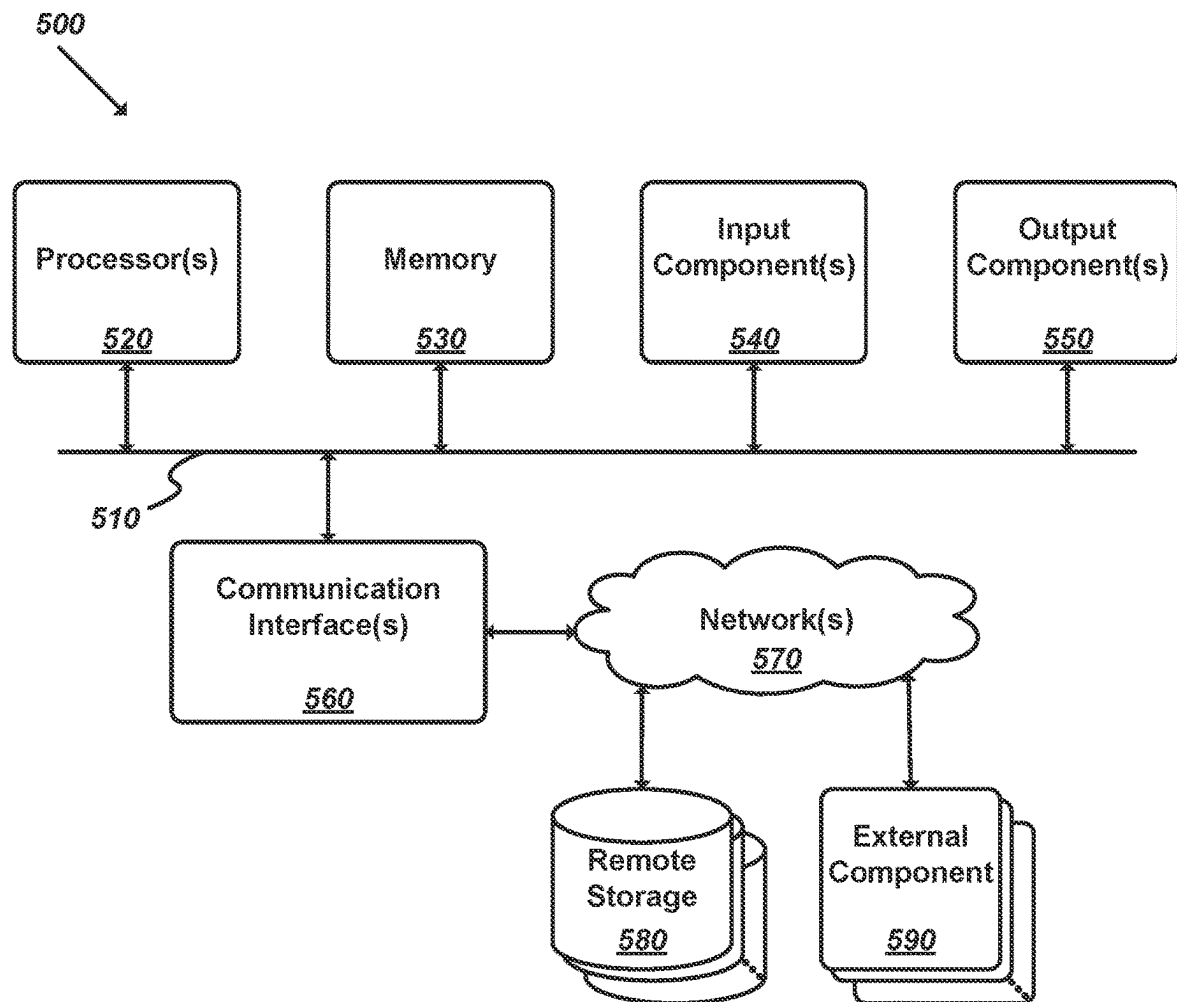 500
Processor(s)
520
Memory
530
Input
Component(s)
540
Output
Component(s)
550
510
Communication
Interface(s)
560
Network(s)
570
Remote
Storage
580
External
Component
590